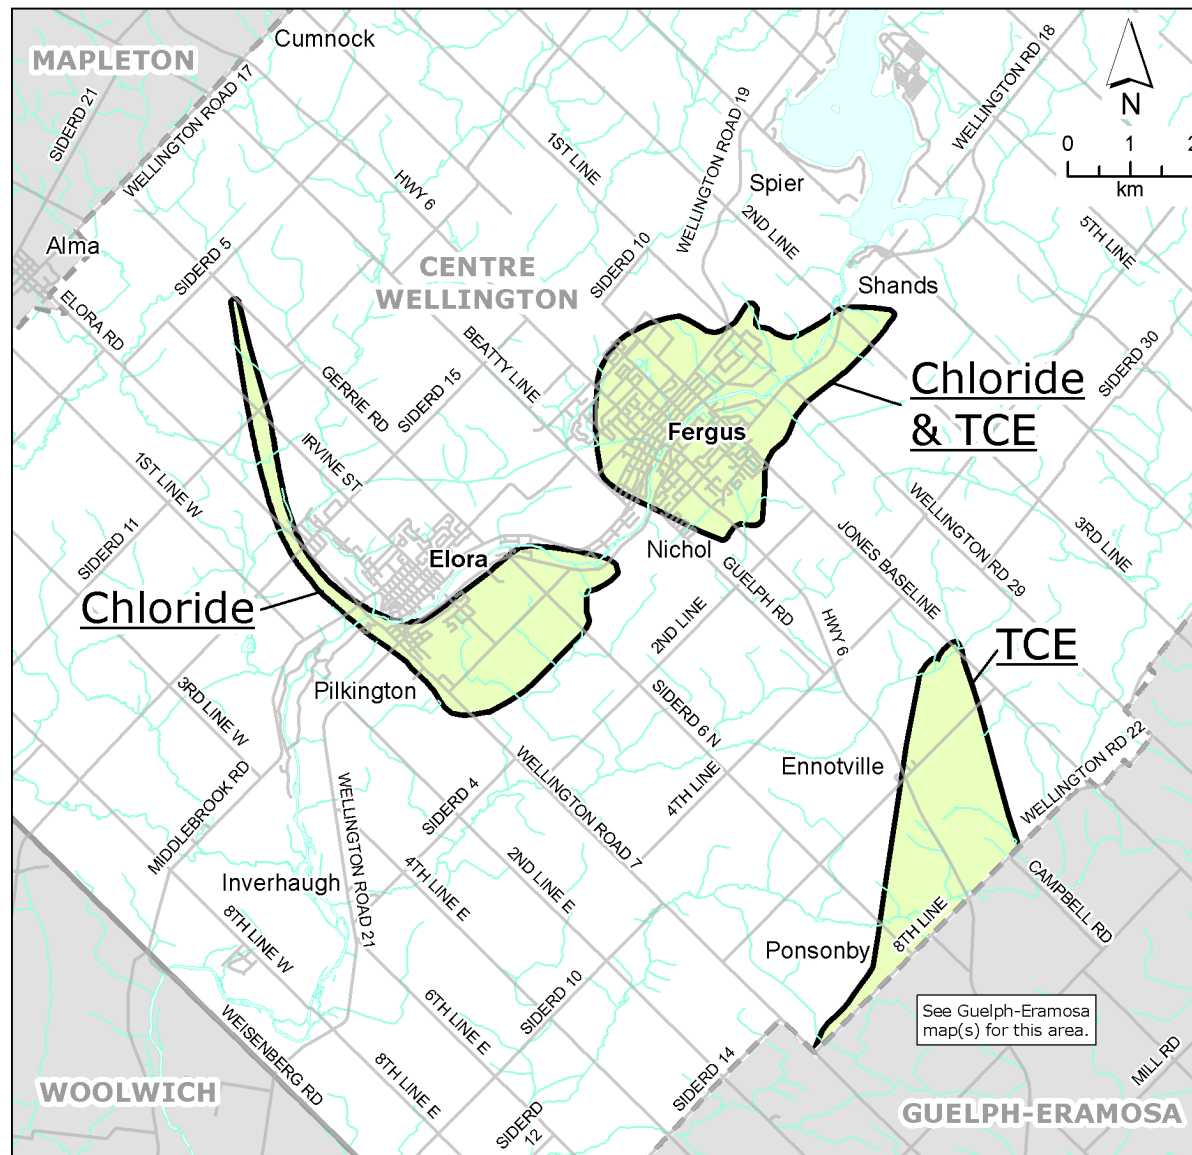 Cumnock
MAPLETON
SIDERD 21
WELLINGTON ROAD 17
HWY 6
1ST LINE
WELLINGTON ROAD 19
WELLINGTON RD 18
N
0 1 2
km
Spier
2ND LINE
5TH LINE
Alma
SIDERD 5
SIDERD 10
CENTRE
WELLINGTON
Shands
ELORA RD
BEATTY LINE
GERRIE RD
SIDERD 15
SIDERD 30
Chloride
& TCE
Fergus
IRVINE ST
1ST LINE W
SIDERD 11
WELLINGTON RD 29
3RD LINE
JONES BASELINE
Elora
Nichol
GUELPH RD
Chloride
2ND LINE
HWY 6
TCE
Pilkington
3RD LINE W
SIDERD 6 N
Ennotville
WELLINGTON RD 22
MIDDLEBROOK RD
WELLINGTON ROAD 21
SIDERD 4
WELLINGTON ROAD 7
4TH LINE
Inverhaugh
4TH LINE E
2ND LINE E
CAMPBELL RD
8TH LINE W
8TH LINE
Ponsonby
SIDERD 10
6TH LINE E
See Guelph-Eramosa
map(s) for this area.
WEISENBERG RD
8TH LINE E
SIDERD 14
MILL RD
WOOLWICH
SIDERD
12
GUELPH-ERAMOSA